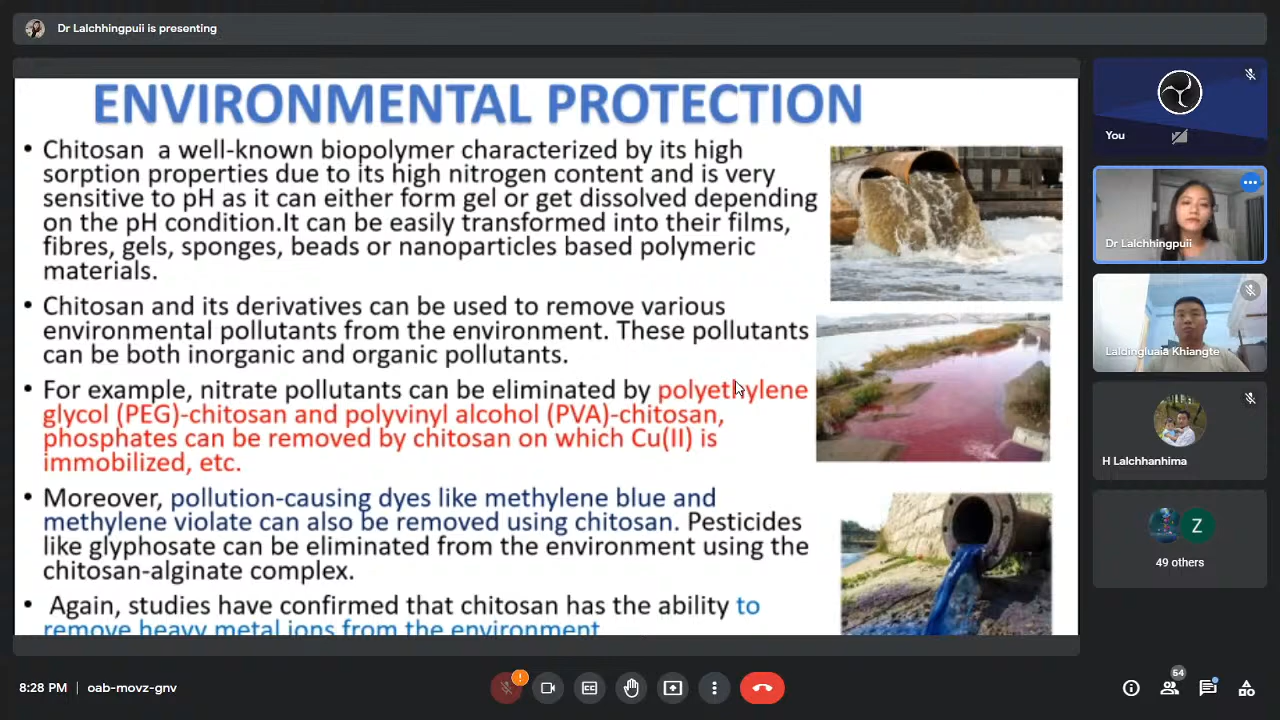 Dr Lalchhingpuii is presenting
ENVIRONMENTAL PROTECTION
• Chitosan a well-known biopolymer characterized by its high
sorption properties due to its high nitrogen content and is very
sensitive to pH as it can either form gel or get dissolved depending
on the pH condition.It can be easily transformed into their films,
fibres, gels, sponges, beads or nanoparticles based polymeric
materials.
• Chitosan and its derivatives can be used to remove various
environmental pollutants from the environment. These pollutants
can be both inorganic and organic pollutants.
• For example, nitrate pollutants can be eliminated by polyethylene
glycol (PEG)-chitosan and polyvinyl alcohol (PVA)-chitosan,
phosphates can be removed by chitosan on which Cu(II) is
immobilized, etc.
• Moreover, pollution-causing dyes like methylene blue and
methylene violate can also be removed using chitosan. Pesticides
like glyphosate can be eliminated from the environment using the
chitosan-alginate complex.
• Again, studies have confirmed that chitosan has the ability to
remove heavy metal ions from the environment
You
Dr Lalchhingpuii
Laldingluaia Khiangte
H Lalchhanhima
Z
49 others
8:28 PM | oab-movz-gnv
54